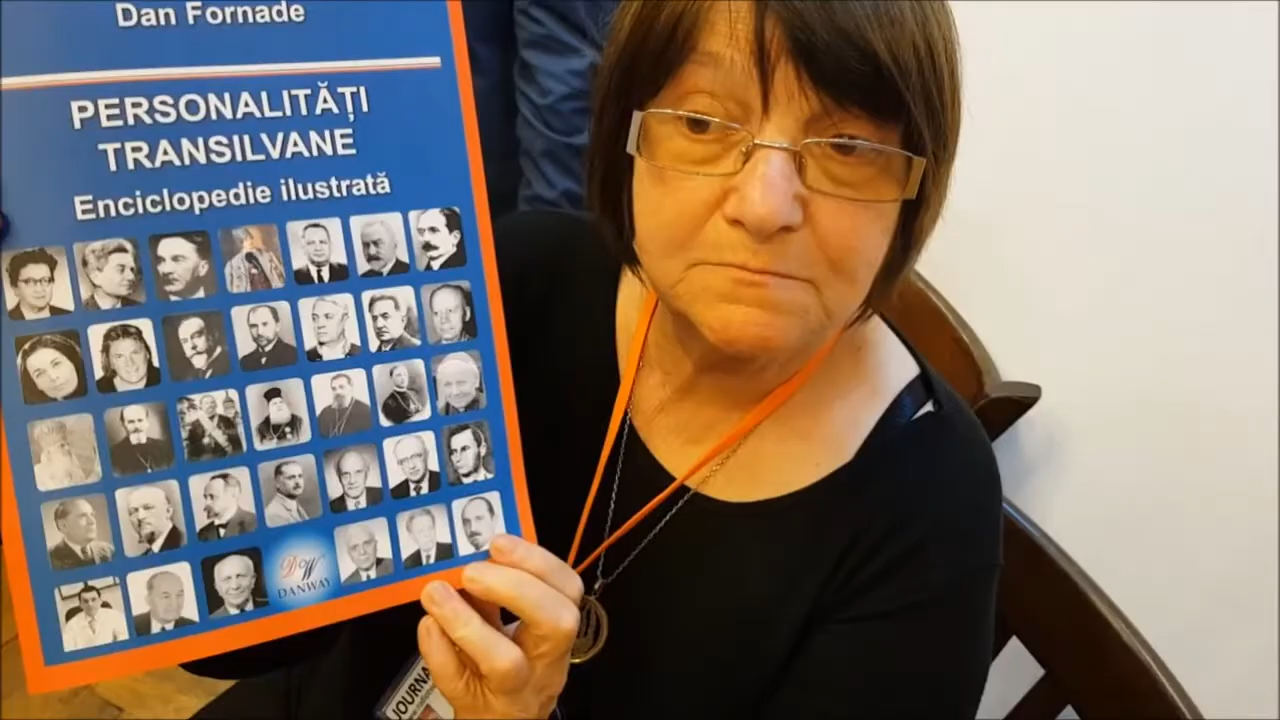 Dan Fornade
PERSONALITĂȚI
TRANSILVANE
Enciclopedie ilustrată
DW
DANWAY
JOURNA